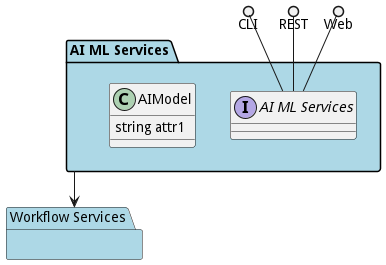 CLI
REST
Web
AI ML Services
C AIModel
string attr1
I AI ML Services
Workflow Services